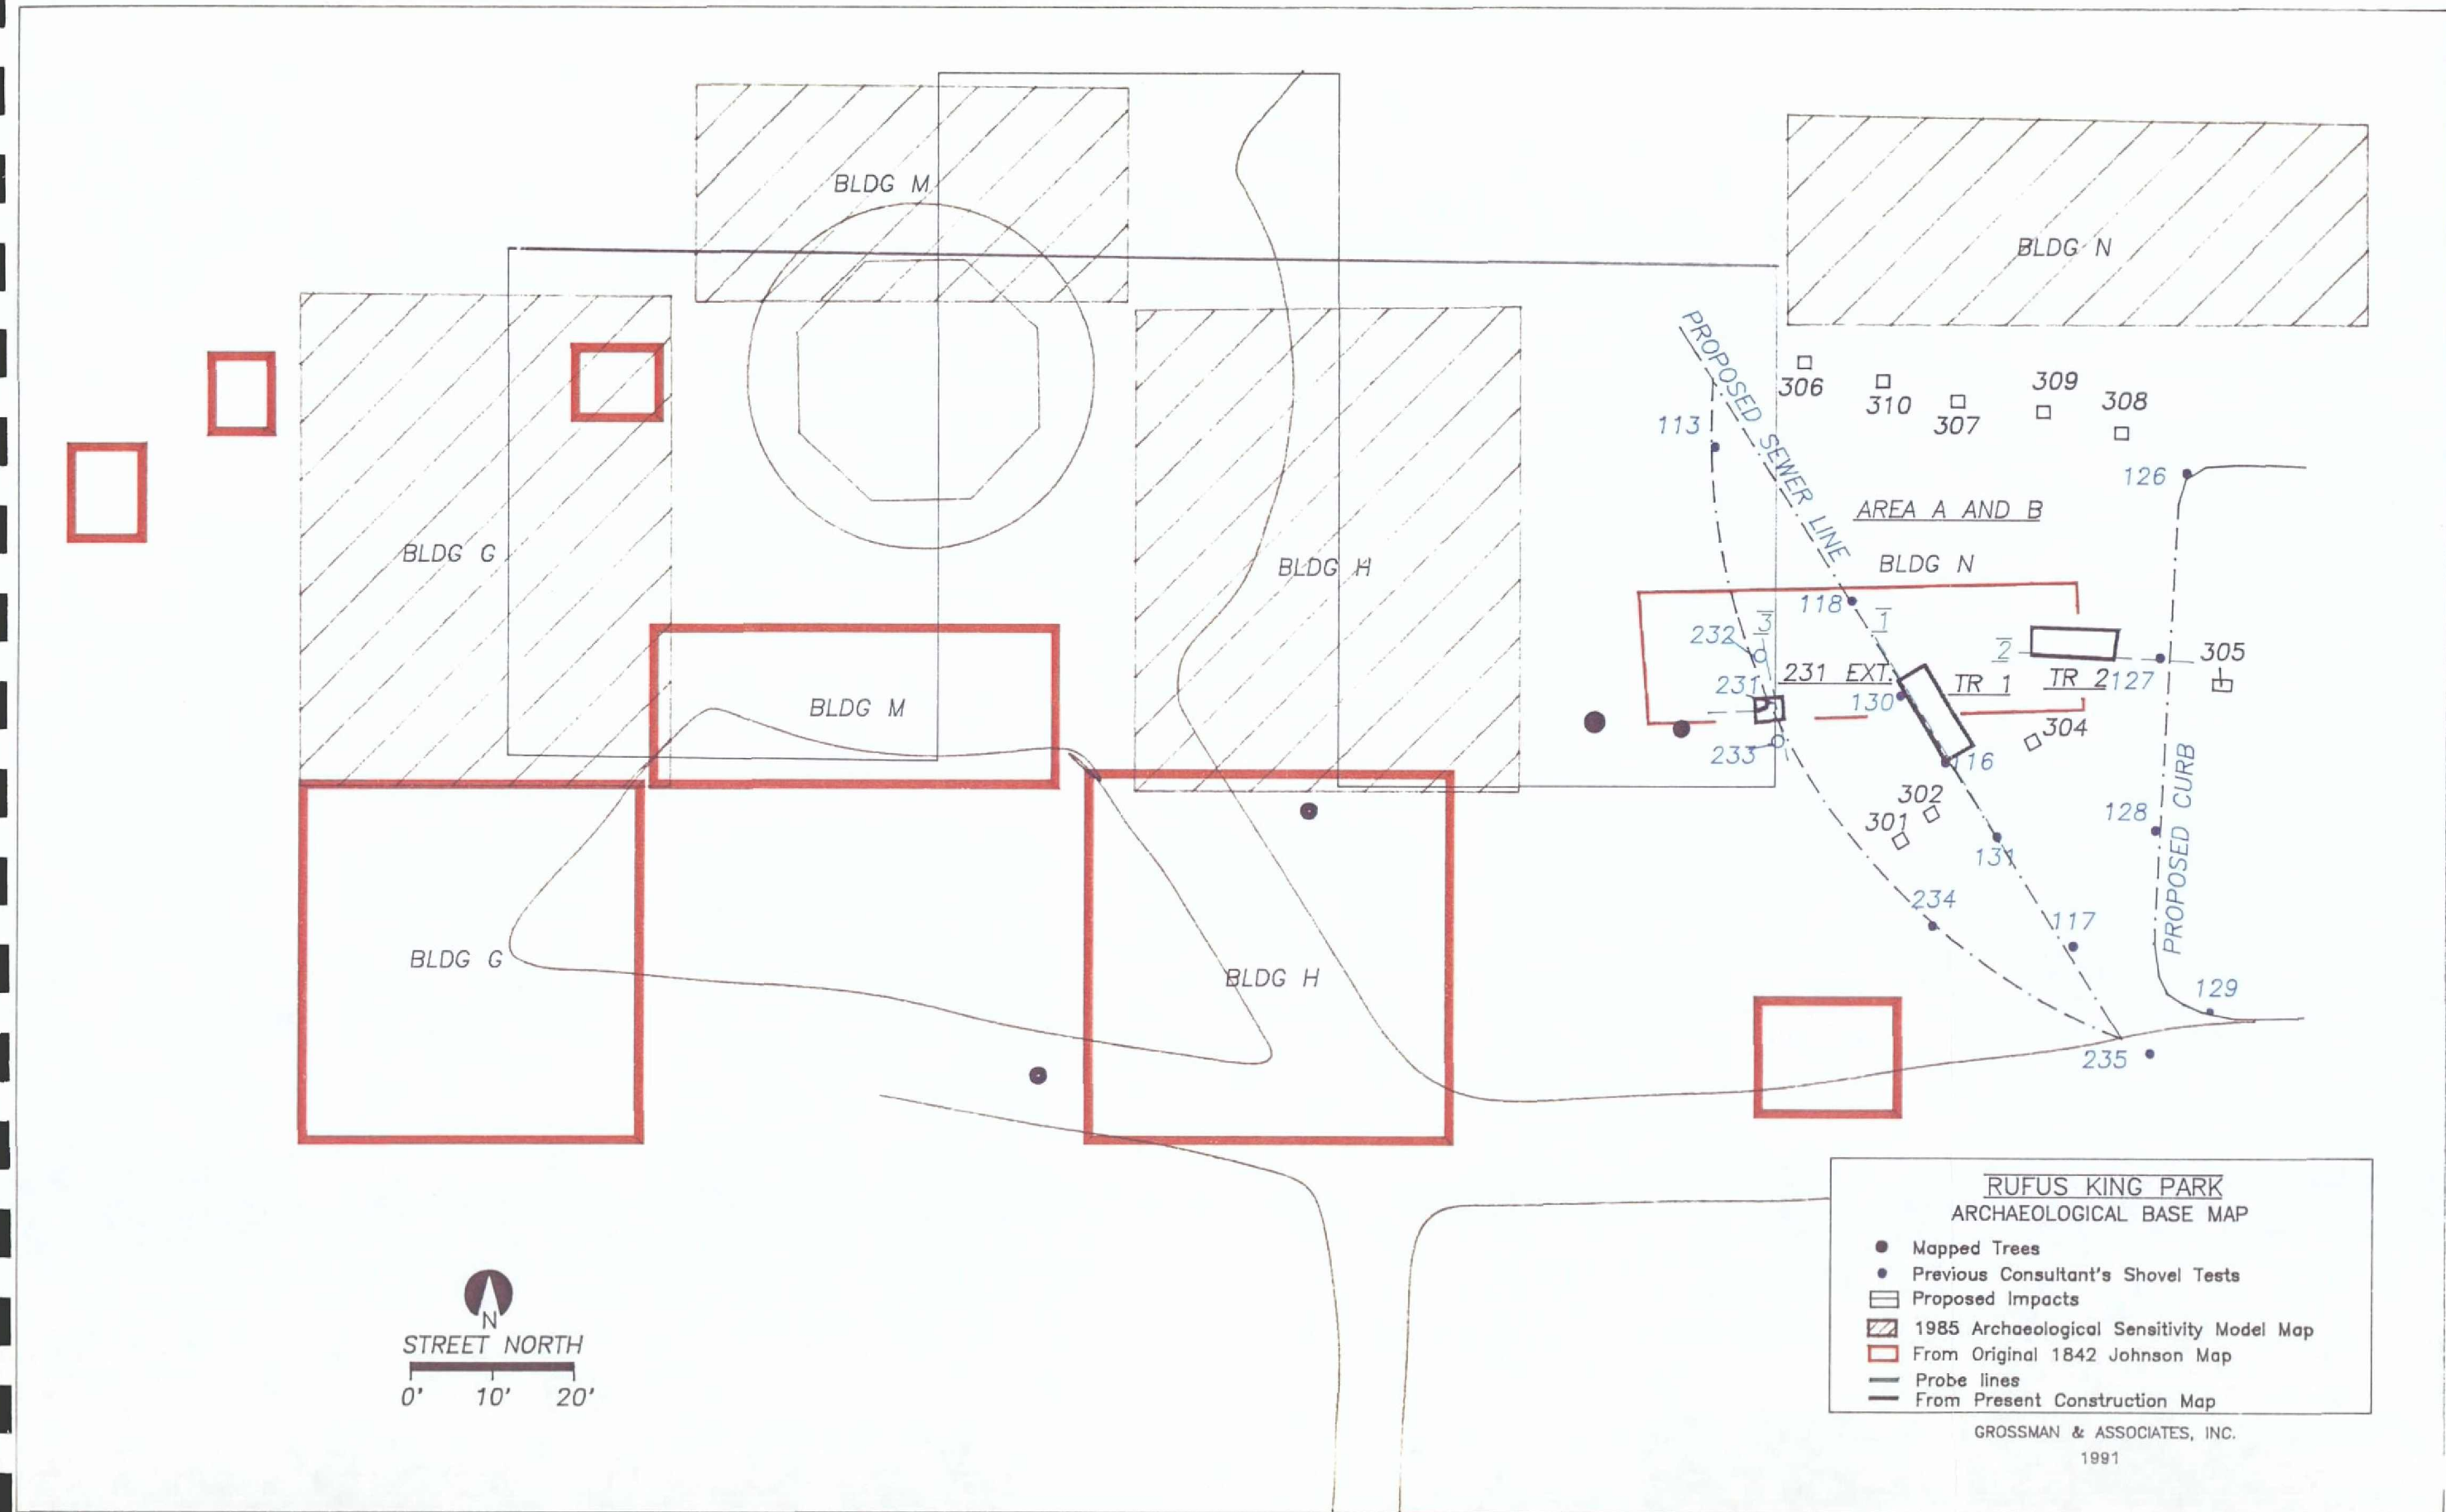 BLDG M
BLDG N
PROPOSED SEWER LINE
306
310
307
309
308
113
126
AREA A AND B
BLDG G
BLDG H
BLDG N
118
1
3
232
2
305
231 EXT.
231
130
TR 1
TR 2
127
BLDG M
304
233
116
302
301
128
131
PROPOSED CURB
234
117
BLDG G
BLDG H
129
235
RUFUS KING PARK
ARCHAEOLOGICAL BASE MAP
Mapped Trees
Previous Consultant's Shovel Tests
Proposed Impacts
1985 Archaeological Sensitivity Model Map
From Original 1842 Johnson Map
Probe lines
From Present Construction Map
GROSSMAN & ASSOCIATES, INC.
1991
N
STREET NORTH
0' 10' 20'